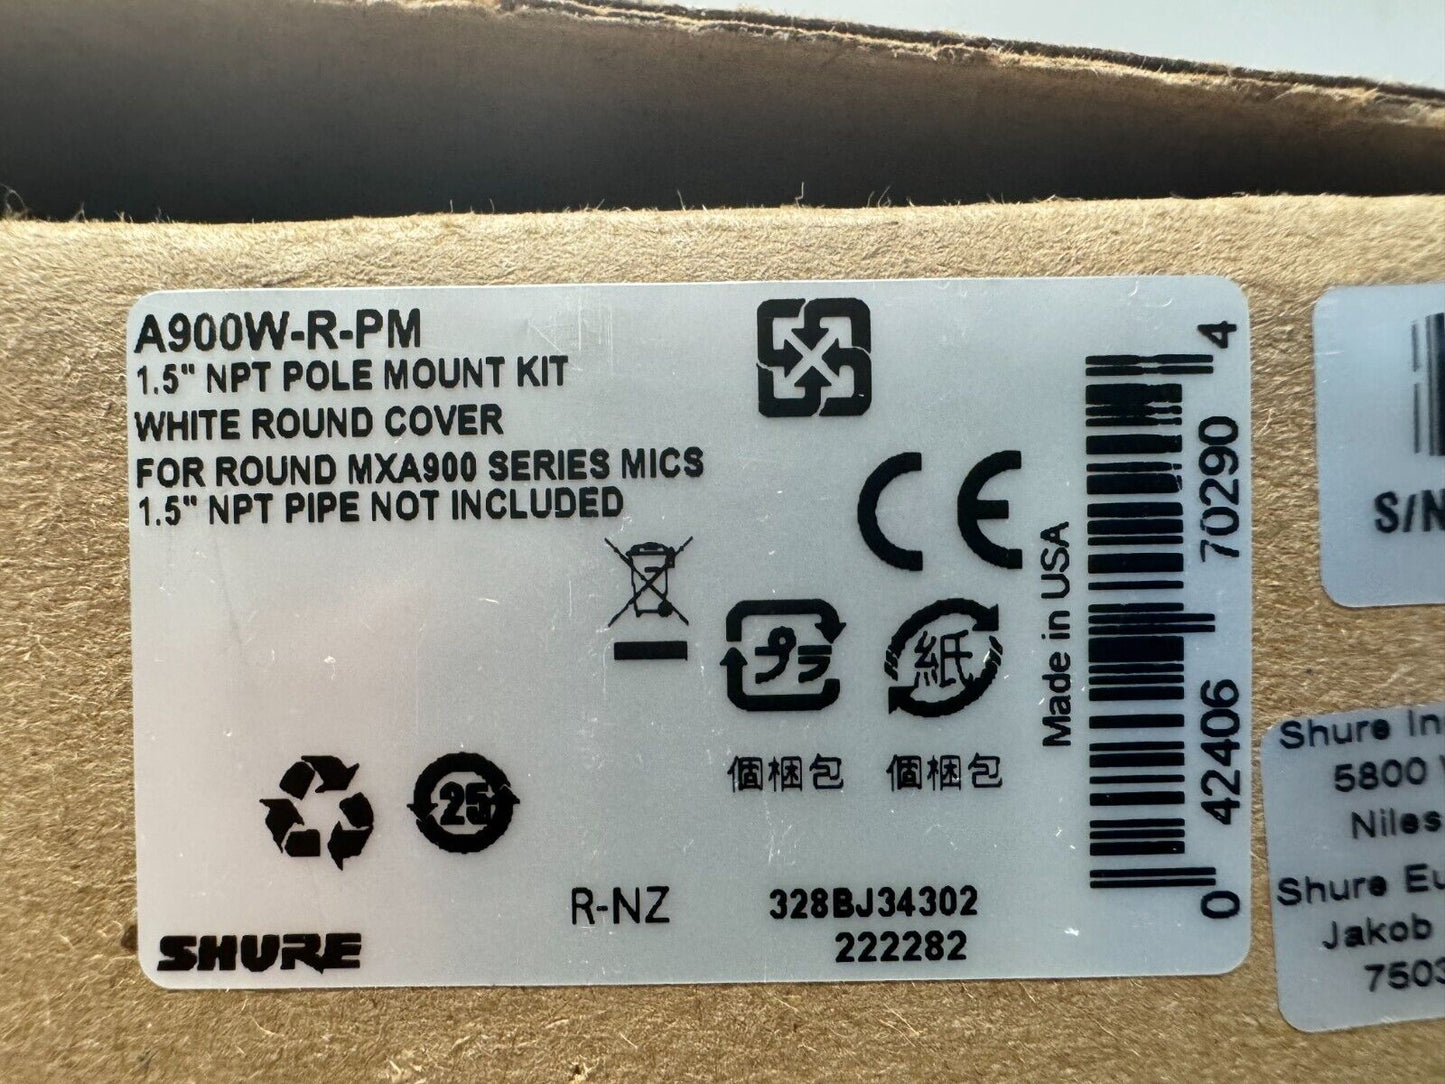 A900W-R-PM
1.5" NPT POLE MOUNT KIT
WHITE ROUND COVER
FOR ROUND MXA900 SERIES MICS
1.5" NPT PIPE NOT INCLUDED
プラ
紙
個梱包
個梱包
25
R-NZ
328BJ34302
222282
SHURE
CE
Made in USA
0 42406 70290 4
S/N
Shure In
5800
Niles
Shure Eu
Jakob
7503